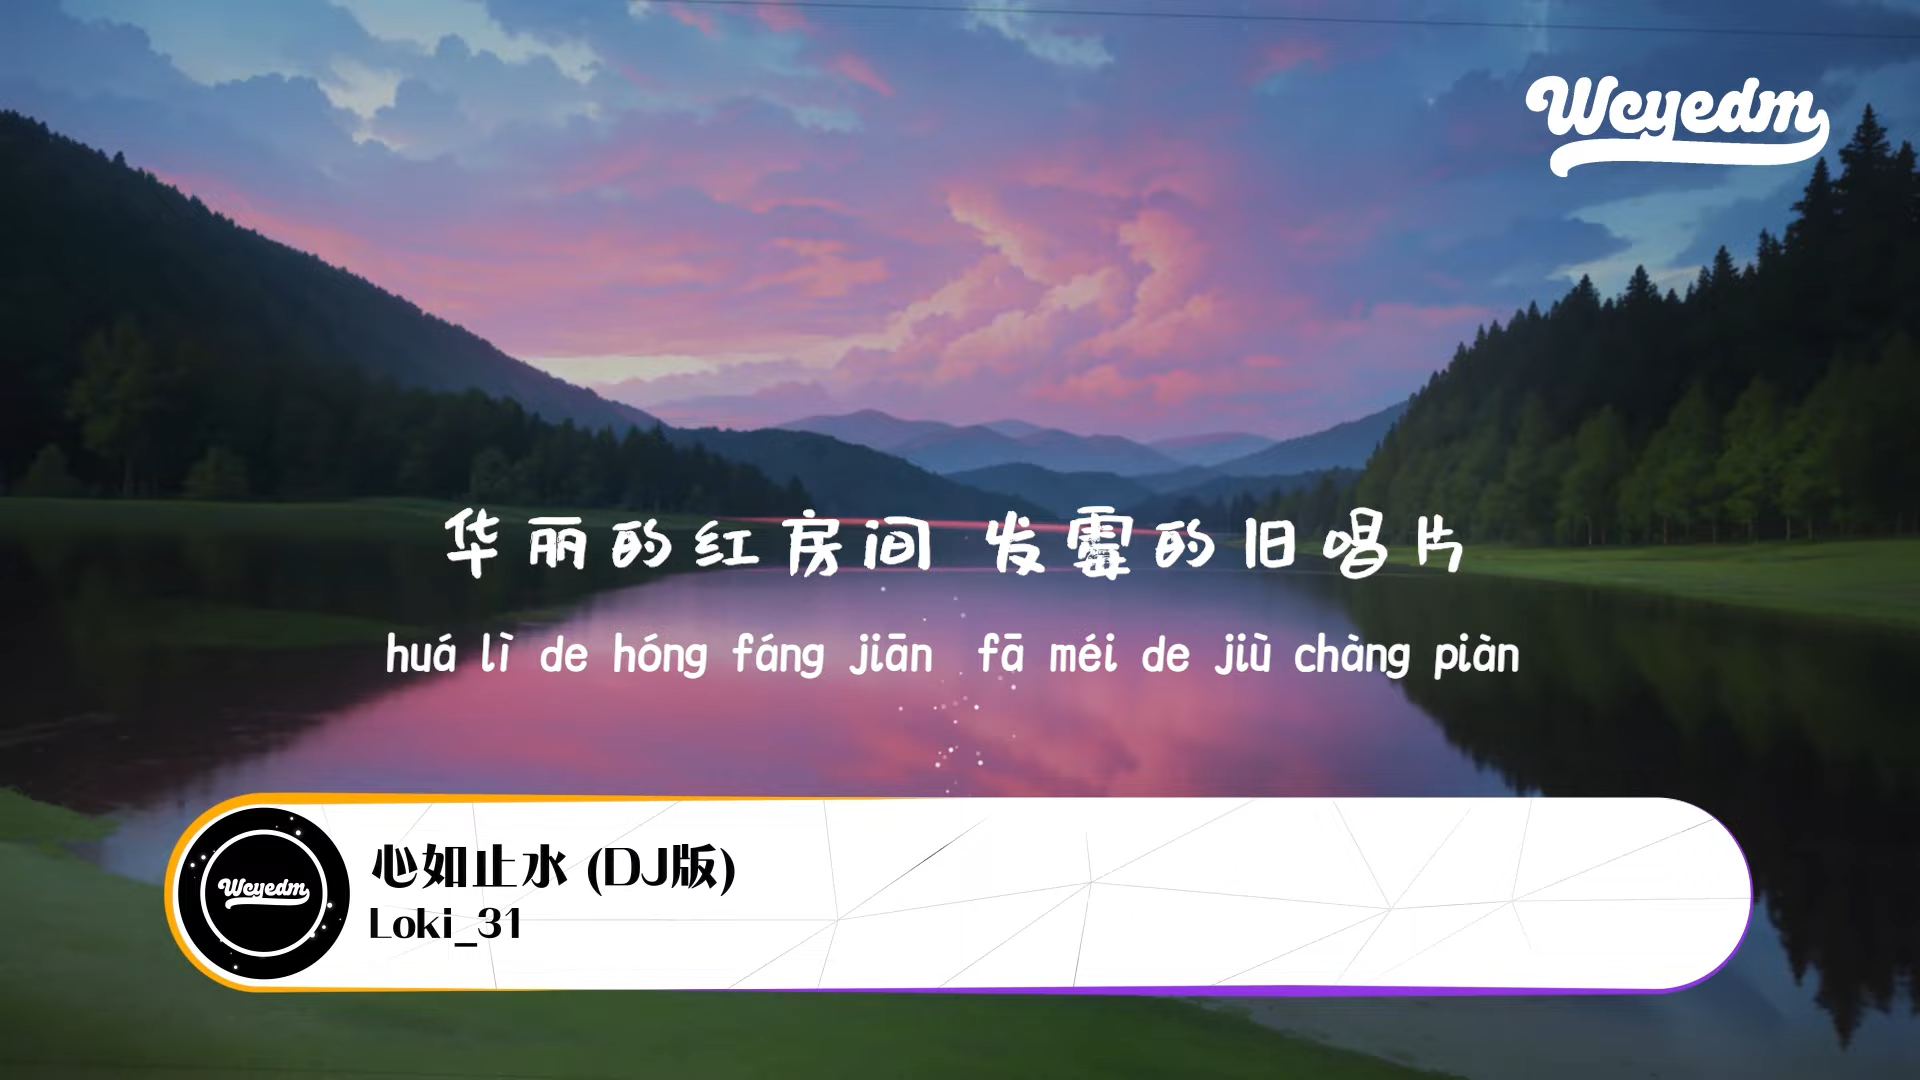 Wcyedm
华丽的红房间 发霉的旧唱片
huá lì de hóng fáng jiān fā méi de jiù chàng piàn
Wcyedm
心如止水 (DJ版)
Loki_31